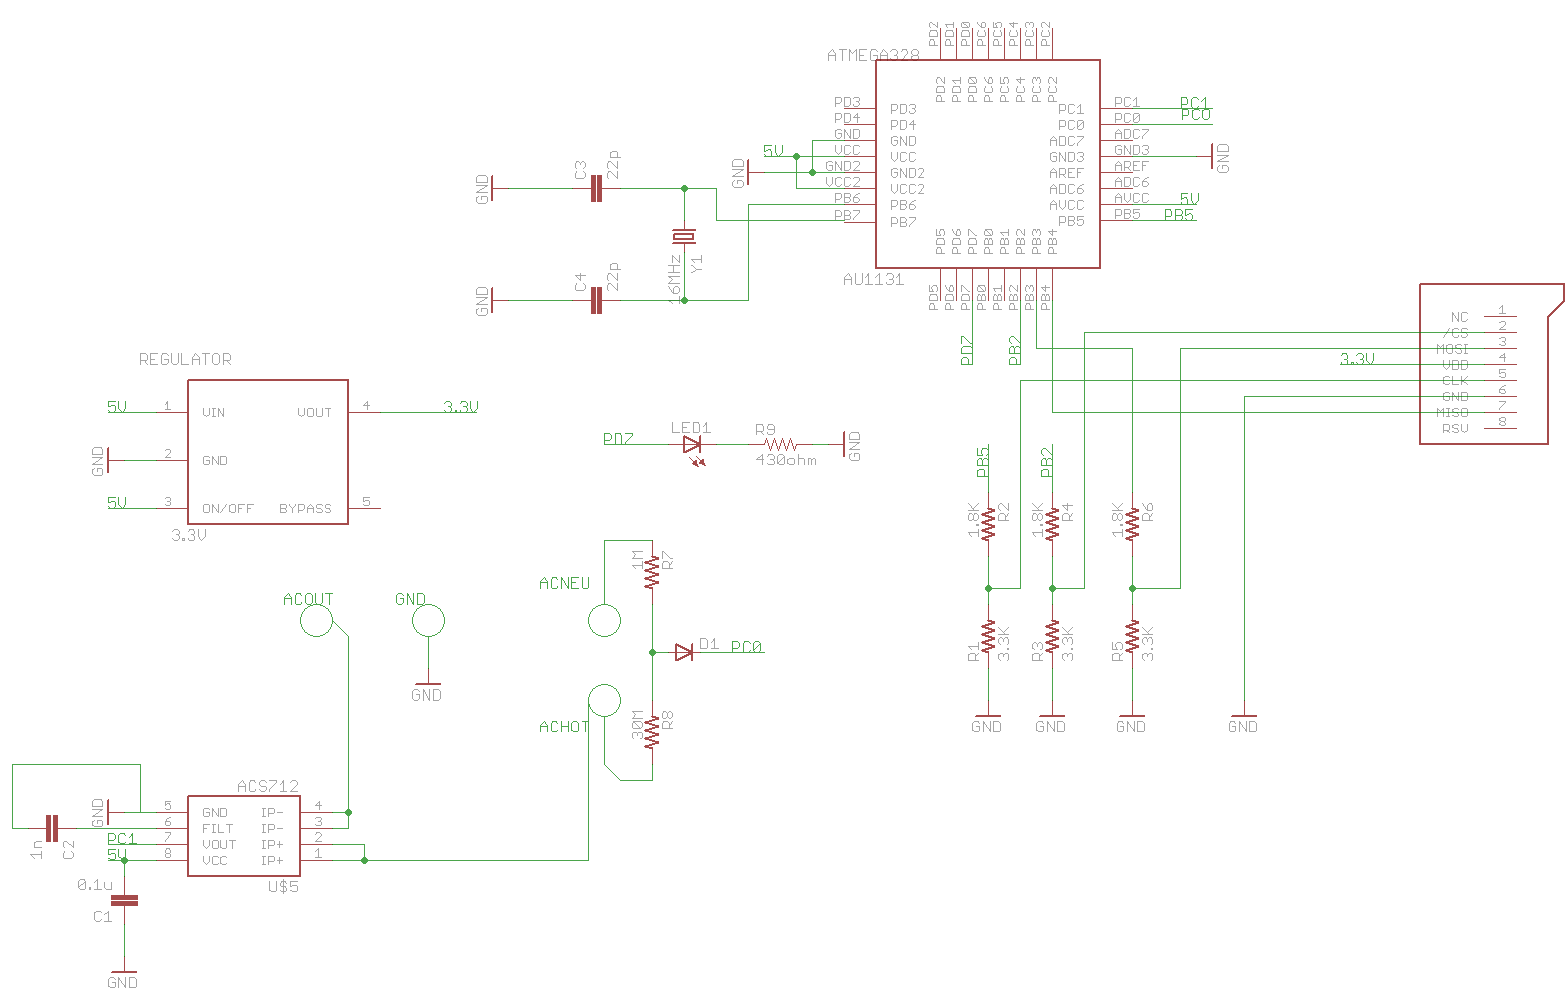 PD2 PD1 PD0 PC6 PC5 PC4 PC3 PC2
ATMEGA328
PD2 PD1 PD0 PC6 PC5 PC4 PC3 PC2
PD3 PD3 PC1 PC1 PC1
PD4 PD4 PC0 PC0 PC0
GND GND ADC7 ADC7
5V VCC VCC GND3 GND3 GND
GND GND2 GND2 AREF AREF
VCC2 VCC2 ADC6 ADC6
PB6 PB6 AVCC AVCC 5V
PB7 PB7 PB5 PB5 PB5
PD5 PD6 PD7 PB0 PB1 PB2 PB3 PB4
AU1131
PD5 PD6 PD7 PB0 PB1 PB2 PB3 PB4
PD7 PB2
GND C3 22p
16MHz Y1
GND C4 22p
NC 1
/CS 2
MOSI 3
3.3V VDD 4
CLK 5
GND 6
MISO 7
RSV 8
REGULATOR
5V 1 VIN VOUT 4 3.3V
GND 2 GND
5V 3 ON/OFF BYPASS 5
3.3V
PD7 LED1 R9 430ohm GND
PB5 PB2
1.8K R2 1.8K R4 1.8K R6
R1 3.3K R3 3.3K R5 3.3K
GND GND GND GND
ACOUT GND
GND
ACNEU 1M R7
D1 PC0
ACHOT 30M R8
ACS712
GND 5 GND IP- 4
6 FILT IP- 3
PC1 7 VOUT IP+ 2
5V 8 VCC IP+ 1
U$5
1n C2
0.1u
C1
GND